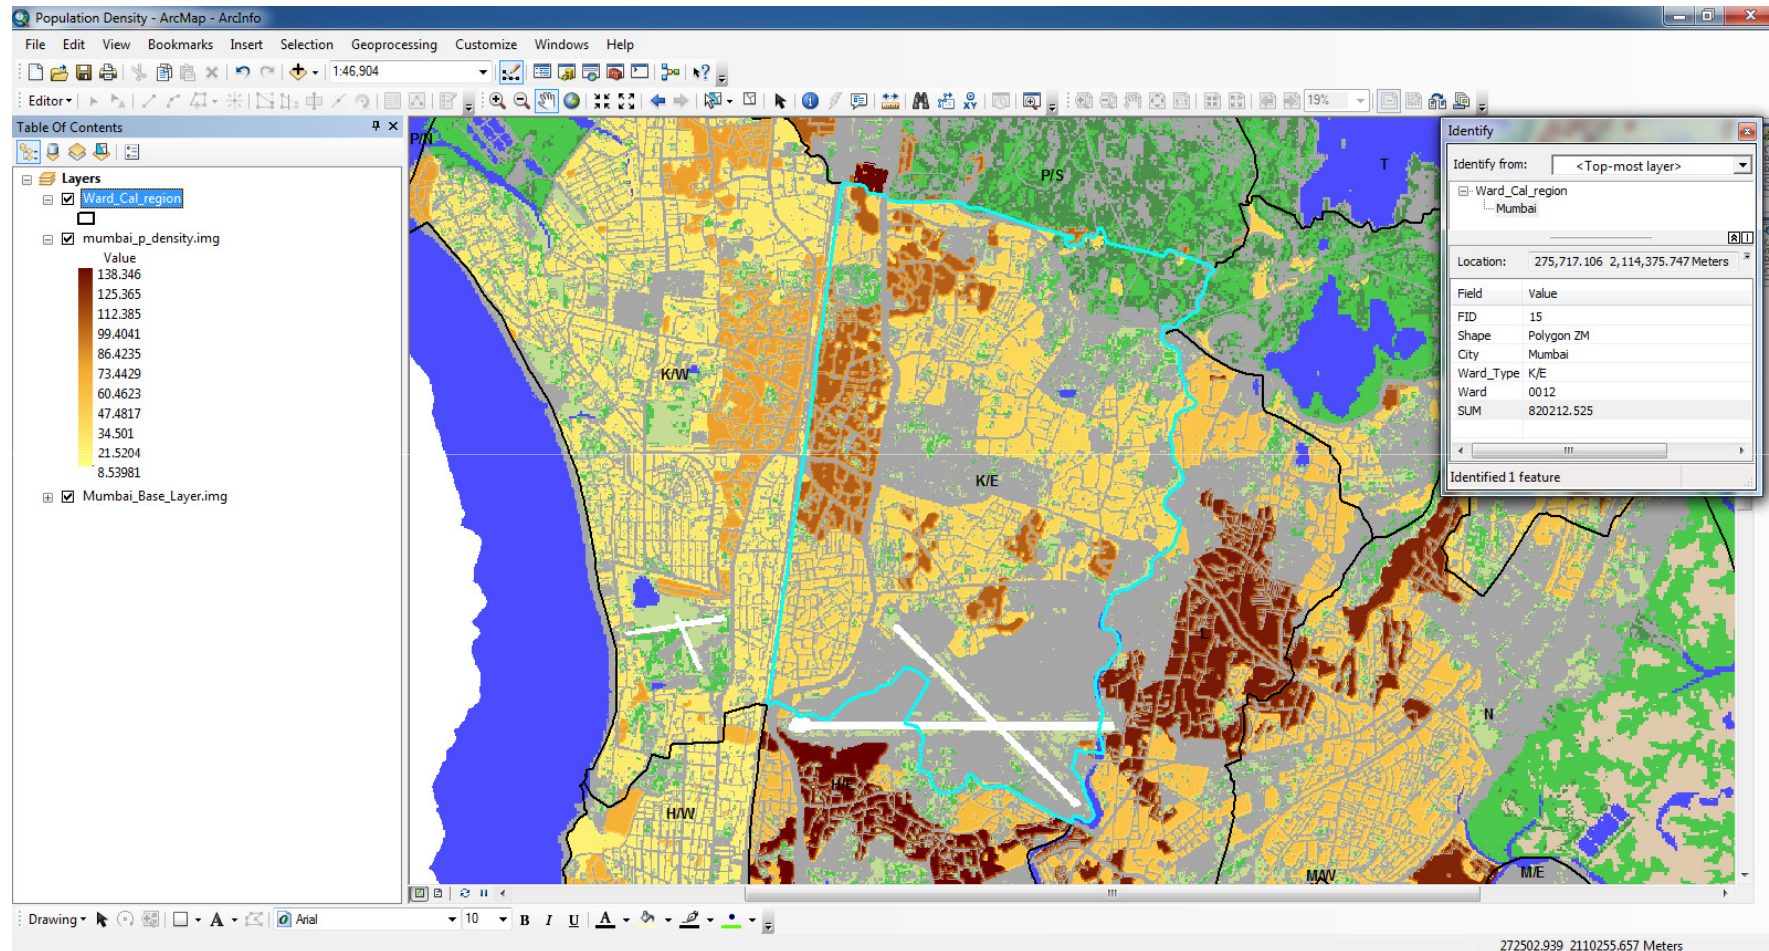 Population Density - ArcMap - ArcInfo
File Edit View Bookmarks Insert Selection Geoprocessing Customize Windows Help
1:46,904
Editor 19%
Table Of Contents
Layers
Ward_Cal_region
mumbai_p_density.img
Value
138.346
125.365
112.385
99.4041
86.4235
73.4429
60.4623
47.4817
34.501
21.5204
8.53981
Mumbai_Base_Layer.img
P/N
P/S
T
K/W
K/E
L
N
H/E
H/W
M/W
M/E
Identify
Identify from: <Top-most layer>
Ward_Cal_region
Mumbai
Location: 275,717.106 2,114,375.747 Meters
Field Value
FID 15
Shape Polygon ZM
City Mumbai
Ward_Type K/E
Ward 0012
SUM 820212.525
Identified 1 feature
Drawing A Arial 10 B I U A
272502.939 2110255.657 Meters